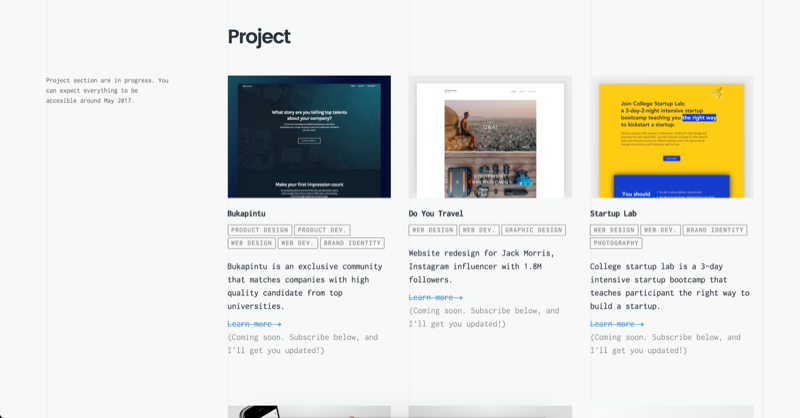 Project
Project section are in progress. You
can expect everything to be
accesible around May 2017.
What story are you telling top talents
about your company?
Make your first impression count
Q&A!
EQUIPMENT
BREAKDOWN
Join College Startup Lab;
a 3-day-2-night intensive startup
bootcamp teaching you the right way
to kickstart a startup.
You should
Bukapintu
PRODUCT DESIGN PRODUCT DEV.
WEB DESIGN WEB DEV. BRAND IDENTITY
Bukapintu is an exclusive community
that matches companies with high
quality candidate from top
universities.
Learn more →
(Coming soon. Subscribe below, and
I'll get you updated!)
Do You Travel
WEB DESIGN WEB DEV. GRAPHIC DESIGN
Website redesign for Jack Morris,
Instagram influencer with 1.8M
followers.
Learn more →
(Coming soon. Subscribe below, and
I'll get you updated!)
Startup Lab
WEB DESIGN WEB DEV. BRAND IDENTITY
PHOTOGRAPHY
College startup lab is a 3-day
intensive startup bootcamp that
teaches participant the right way to
build a startup.
Learn more →
(Coming soon. Subscribe below, and
I'll get you updated!)